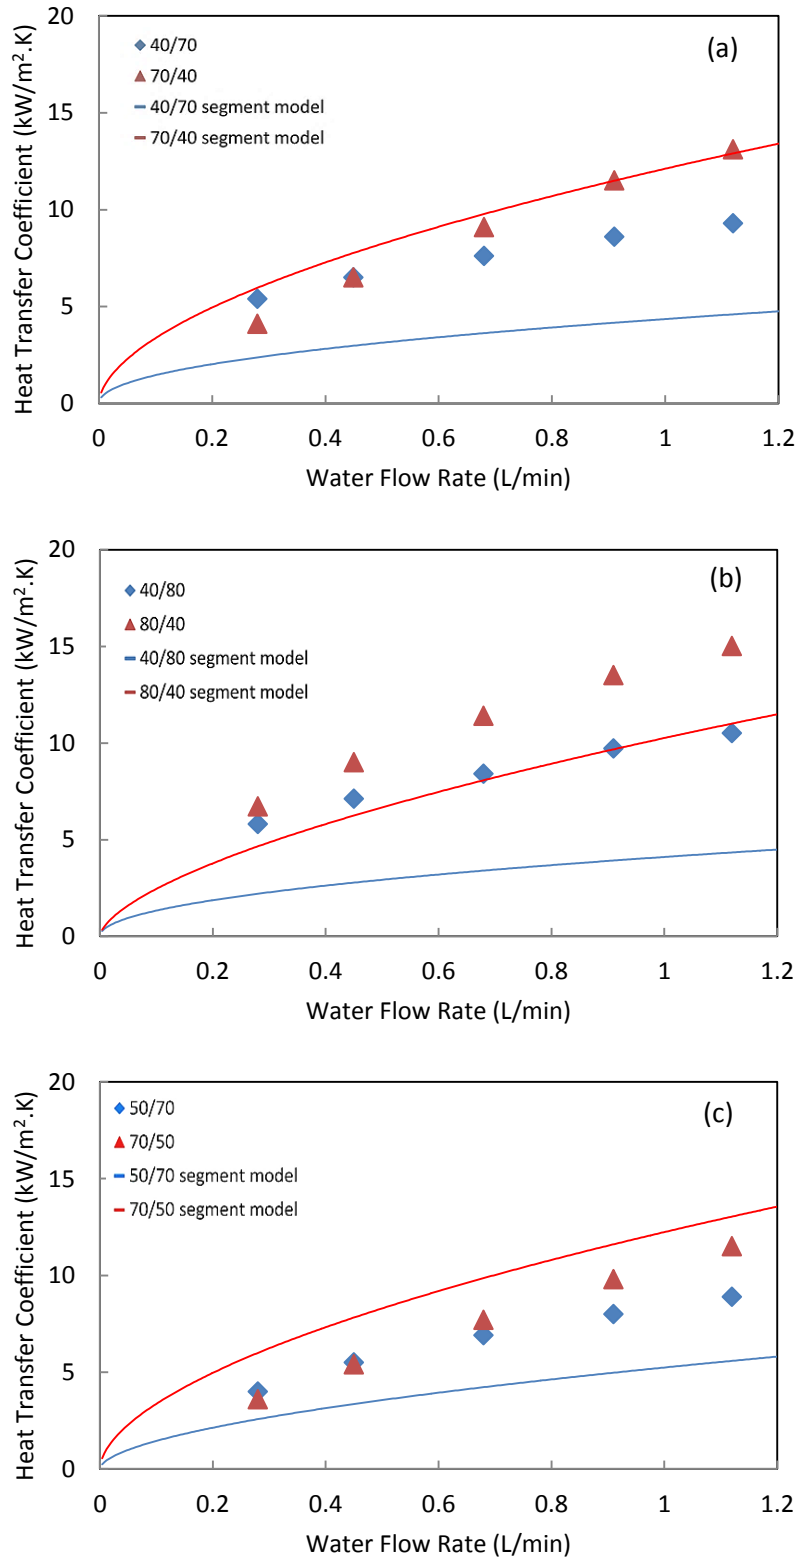 Heat Transfer Coefficient (kW/m².K)
20
15
10
5
0
(a)
40/70
70/40
40/70 segment model
70/40 segment model
0 0.2 0.4 0.6 0.8 1 1.2
Water Flow Rate (L/min)
Heat Transfer Coefficient (kW/m².K)
20
15
10
5
0
(b)
40/80
80/40
40/80 segment model
80/40 segment model
0 0.2 0.4 0.6 0.8 1 1.2
Water Flow Rate (L/min)
Heat Transfer Coefficient (kW/m².K)
20
15
10
5
0
(c)
50/70
70/50
50/70 segment model
70/50 segment model
0 0.2 0.4 0.6 0.8 1 1.2
Water Flow Rate (L/min)